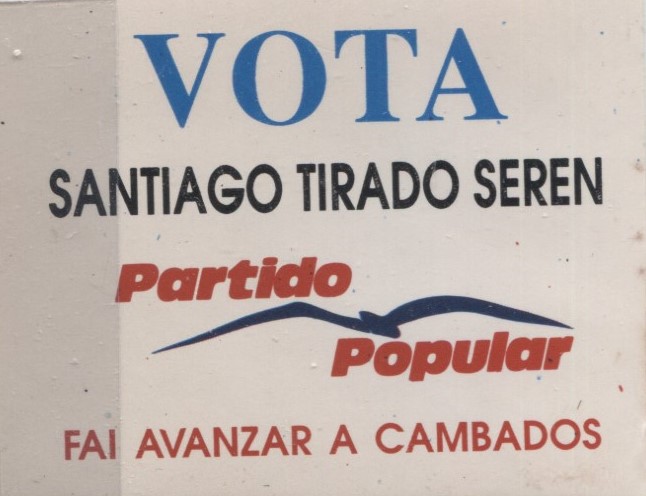 VOTA
SANTIAGO TIRADO SEREN
Partido
Popular
FAI AVANZAR A CAMBADOS